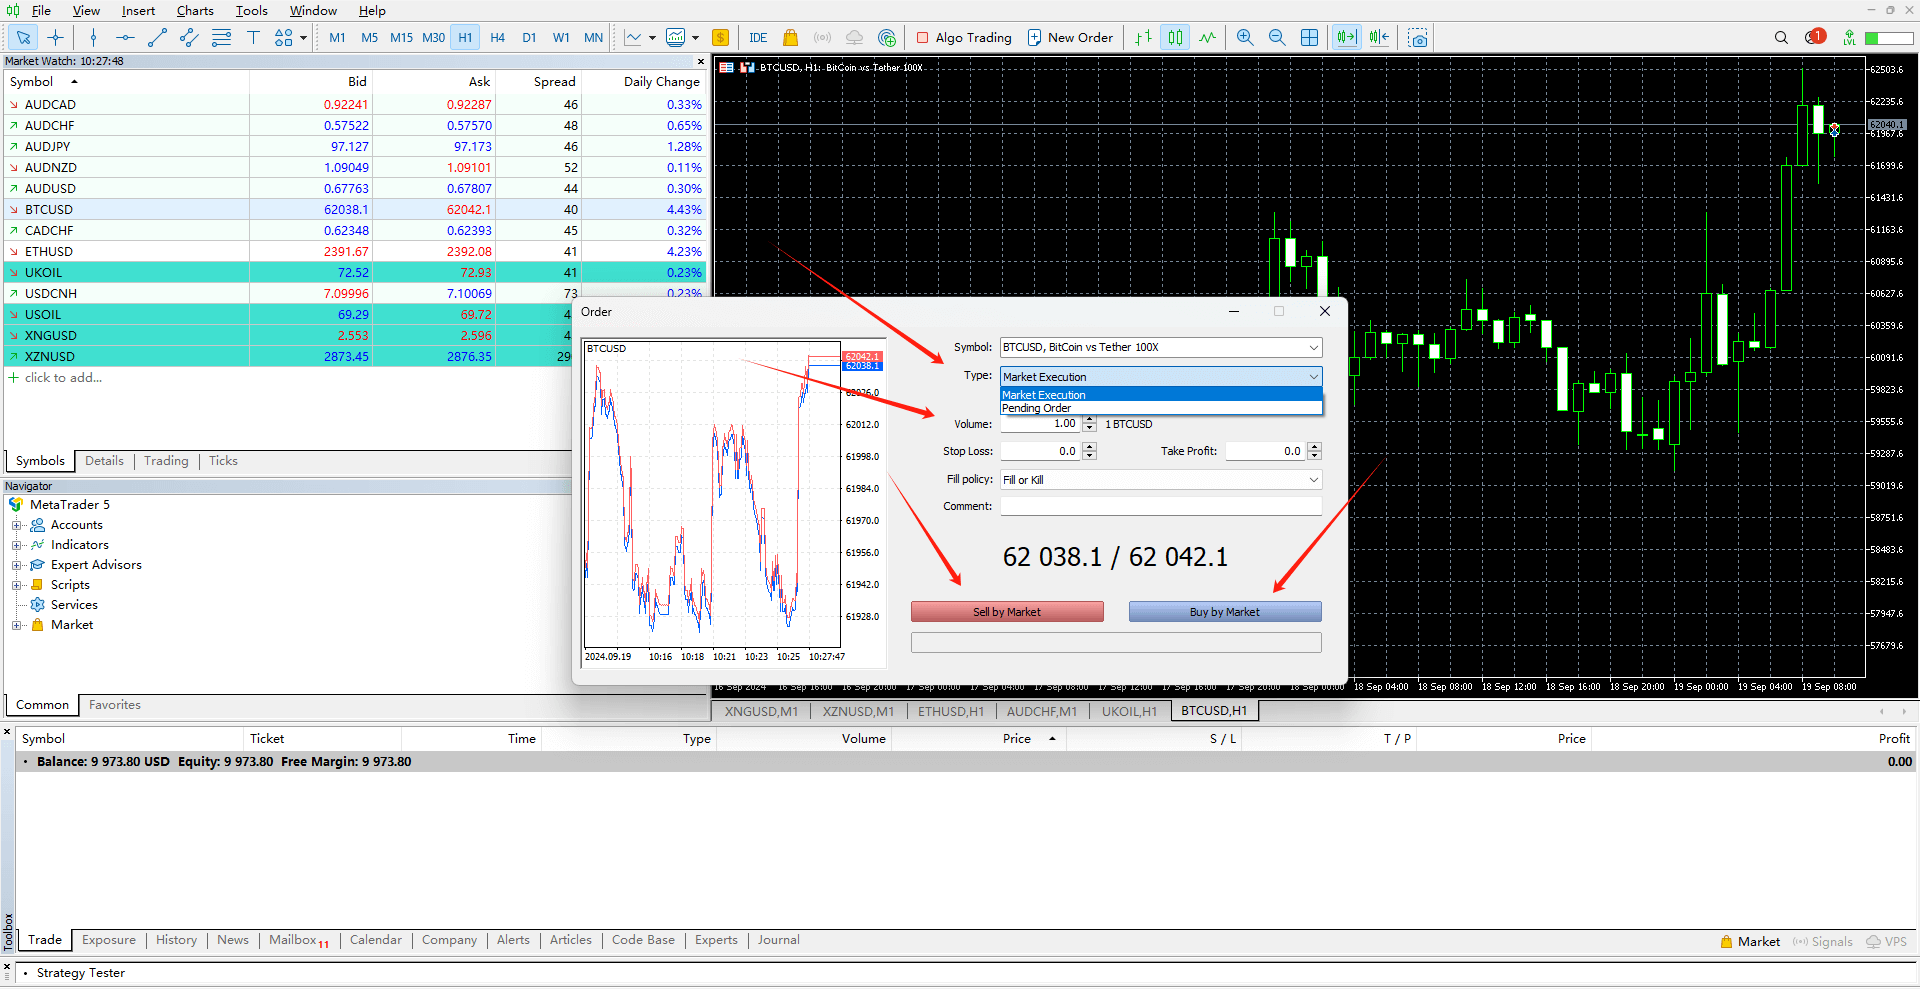 File View Insert Charts Tools Window Help
M1 M5 M15 M30 H1 H4 D1 W1 MN IDE Algo Trading New Order 1 LVL
Market Watch: 10:27:48
Symbol Bid Ask Spread Daily Change
AUDCAD 0.92241 0.92287 46 0.33%
AUDCHF 0.57522 0.57570 48 0.65%
AUDJPY 97.127 97.173 46 1.28%
AUDNZD 1.09049 1.09101 52 0.11%
AUDUSD 0.67763 0.67807 44 0.30%
BTCUSD 62038.1 62042.1 40 4.43%
CADCHF 0.62348 0.62393 45 0.32%
ETHUSD 2391.67 2392.08 41 4.23%
UKOIL 72.52 72.93 41 0.23%
USDCNH 7.09996 7.10069 73 0.23%
USOIL 69.29 69.72
XNGUSD 2.553 2.596
XZNUSD 2873.45 2876.35
click to add...
Symbols Details Trading Ticks
Navigator
MetaTrader 5
Accounts
Indicators
Expert Advisors
Scripts
Services
Market
Common Favorites
BTCUSD, H1: BitCoin vs Tether 100X
62503.6
62235.6
62040.1
61967.6
61699.6
61431.6
61163.6
60895.6
60627.6
60359.6
60091.6
59823.6
59555.6
59287.6
59019.6
58751.6
58483.6
58215.6
57947.6
57679.6
16 Sep 2024 16 Sep 16:00 16 Sep 20:00 17 Sep 00:00 17 Sep 04:00 17 Sep 08:00 17 Sep 12:00 17 Sep 16:00 17 Sep 20:00 18 Sep 00:00 18 Sep 04:00 18 Sep 08:00 18 Sep 12:00 18 Sep 16:00 18 Sep 20:00 19 Sep 00:00 19 Sep 04:00 19 Sep 08:00
Order
BTCUSD
62042.1
62038.1
62026.0
62012.0
61998.0
61984.0
61970.0
61956.0
61942.0
61928.0
2024.09.19 10:16 10:18 10:21 10:23 10:25 10:27:47
Symbol: BTCUSD, BitCoin vs Tether 100X
Type: Market Execution
Market Execution
Pending Order
Volume: 1.00 1 BTCUSD
Stop Loss: 0.0 Take Profit: 0.0
Fill policy: Fill or Kill
Comment:
62 038.1 / 62 042.1
Sell by Market Buy by Market
XNGUSD,M1 XZNUSD,M1 ETHUSD,H1 AUDCHF,M1 UKOIL,H1 BTCUSD,H1
Symbol Ticket Time Type Volume Price S / L T / P Price Profit
Balance: 9 973.80 USD Equity: 9 973.80 Free Margin: 9 973.80 0.00
Toolbox
Trade Exposure History News Mailbox 11 Calendar Company Alerts Articles Code Base Experts Journal Market Signals VPS
Strategy Tester